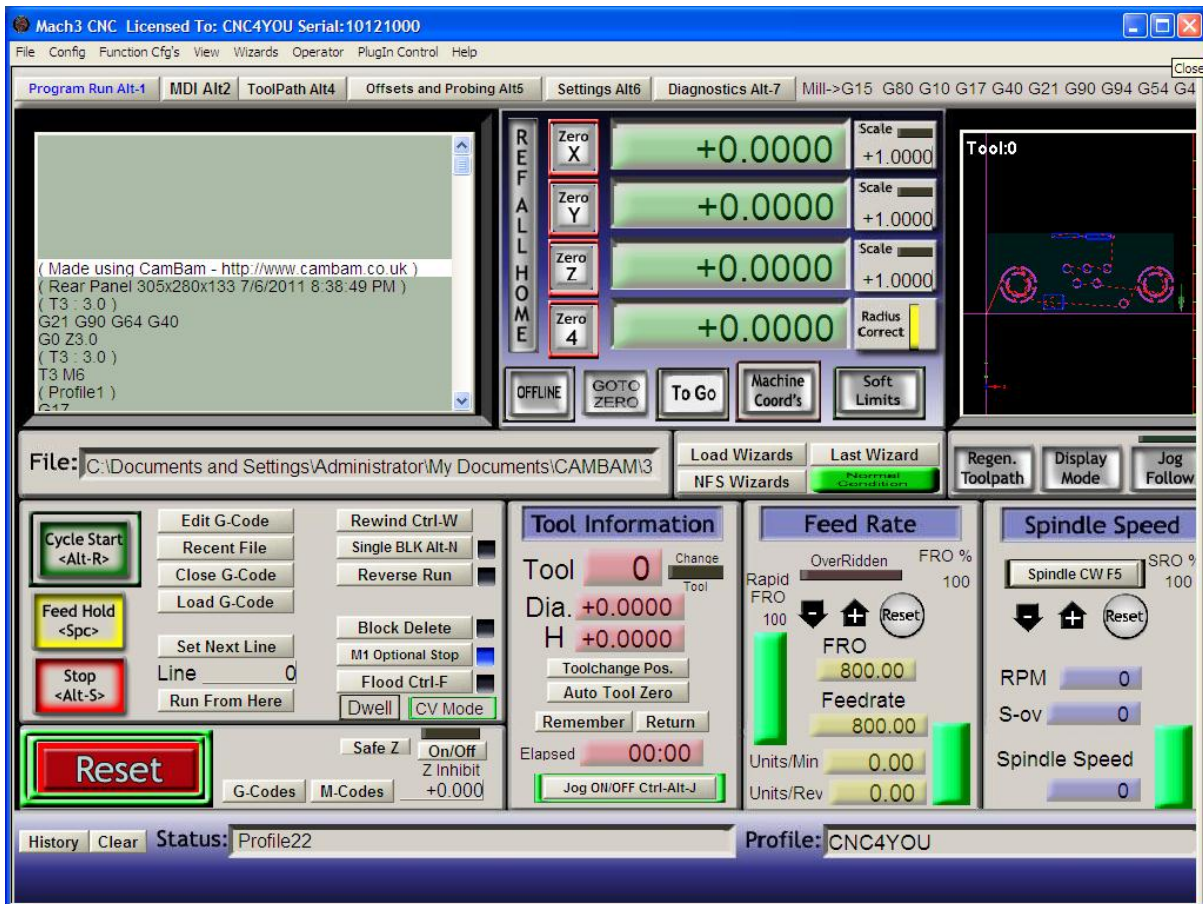 Mach3 CNC Licensed To: CNC4YOU Serial:10121000
File Config Function Cfg's View Wizards Operator PlugIn Control Help
Close
Program Run Alt-1 MDI Alt2 ToolPath Alt4 Offsets and Probing Alt5 Settings Alt6 Diagnostics Alt-7 Mill->G15 G80 G10 G17 G40 G21 G90 G94 G54 G4
( Made using CamBam - http://www.cambam.co.uk )
( Rear Panel 305x280x133 7/6/2011 8:38:49 PM )
( T3 : 3.0 )
G21 G90 G64 G40
G0 Z3.0
( T3 : 3.0 )
T3 M6
( Profile1 )
G17
REF ALL HOME
Zero X +0.0000 Scale +1.0000
Zero Y +0.0000 Scale +1.0000
Zero Z +0.0000 Scale +1.0000
Zero 4 +0.0000 Radius Correct
OFFLINE GOTO ZERO To Go Machine Coord's Soft Limits
Tool:0
File: C:\Documents and Settings\Administrator\My Documents\CAMBAM\3
Load Wizards Last Wizard
NFS Wizards Normal Condition
Regen. Toolpath Display Mode Jog Follow
Cycle Start <Alt-R>
Feed Hold <Spc>
Stop <Alt-S>
Edit G-Code
Recent File
Close G-Code
Load G-Code
Set Next Line
Line 0
Run From Here
Rewind Ctrl-W
Single BLK Alt-N
Reverse Run
Block Delete
M1 Optional Stop
Flood Ctrl-F
Dwell CV Mode
Reset
G-Codes M-Codes
Safe Z On/Off
Z Inhibit
+0.000
Tool Information
Tool 0 Change Tool
Dia. +0.0000
H +0.0000
Toolchange Pos.
Auto Tool Zero
Remember Return
Elapsed 00:00
Jog ON/OFF Ctrl-Alt-J
Feed Rate
OverRidden FRO %
100
Rapid FRO
100
Reset
FRO
800.00
Feedrate
800.00
Units/Min 0.00
Units/Rev 0.00
Spindle Speed
Spindle CW F5 SRO %
100
Reset
RPM 0
S-ov 0
Spindle Speed
0
History Clear Status: Profile22 Profile: CNC4YOU